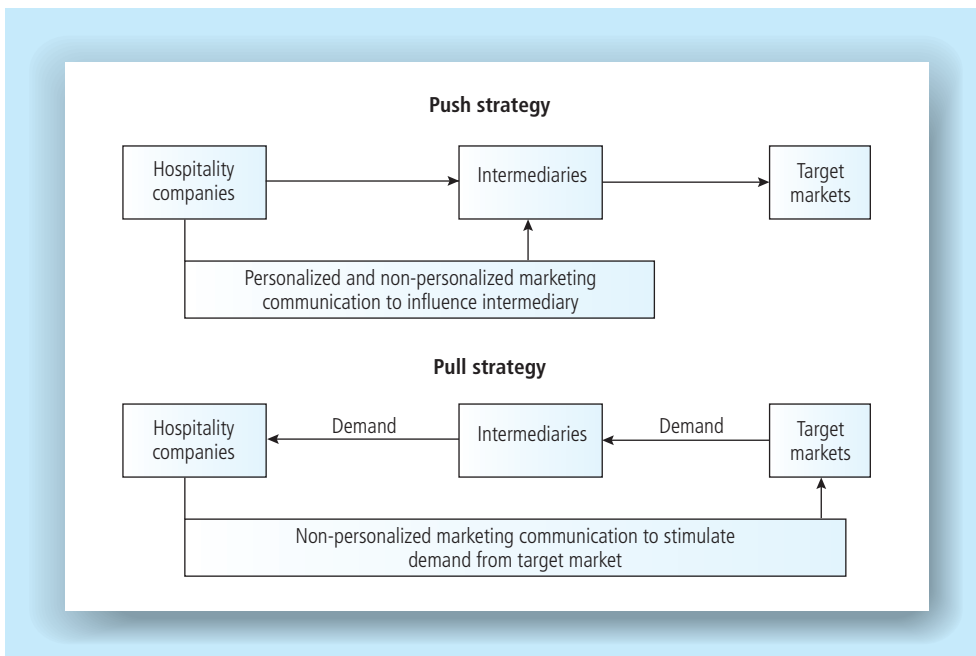 Push strategy
Hospitality
companies
Intermediaries
Target
markets
Personalized and non-personalized marketing
communication to influence intermediary
Pull strategy
Hospitality
companies
Demand
Intermediaries
Demand
Target
markets
Non-personalized marketing communication to stimulate
demand from target market